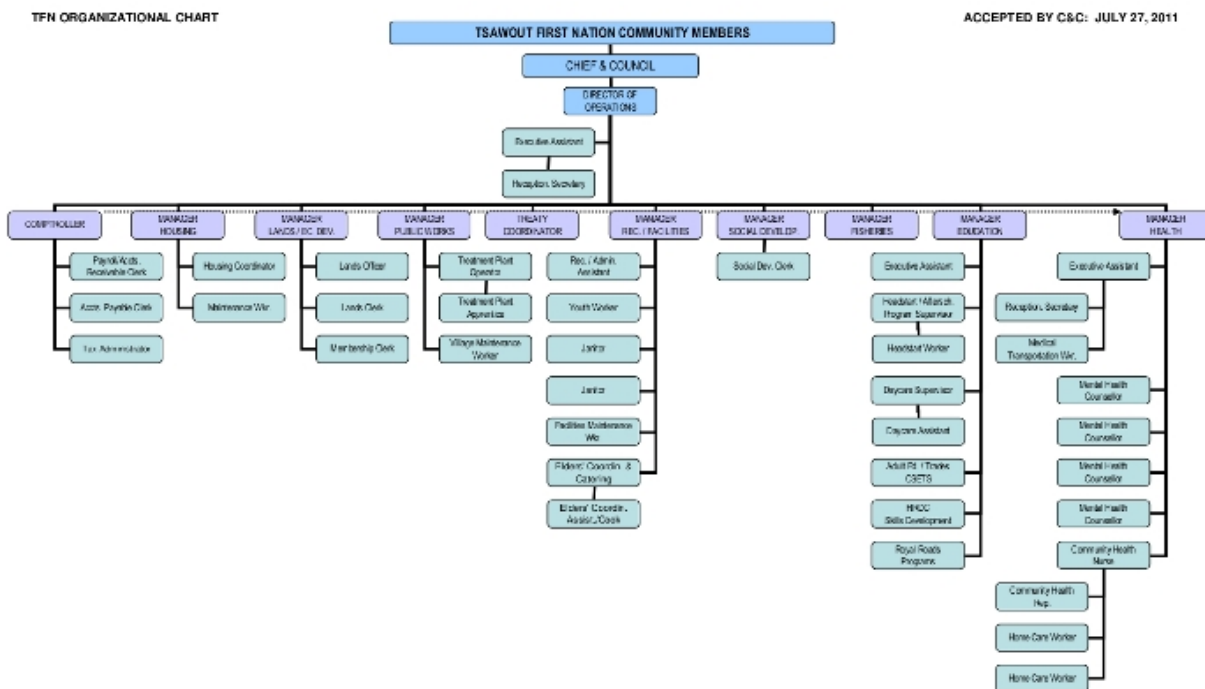 TFN ORGANIZATIONAL CHART
ACCEPTED BY C&C: JULY 27, 2011
TSAWOUT FIRST NATION COMMUNITY MEMBERS
CHIEF & COUNCIL
DIRECTOR OF
OPERATIONS
Executive Assistant
Reception. Secretary
COMPTROLLER
MANAGER
HOUSING
MANAGER
LANDS / EC. DEV.
MANAGER
PUBLIC WORKS
TREATY
COORDINATOR
MANAGER
REC. / FACILITIES
MANAGER
SOCIAL DEVELOP.
MANAGER
FISHERIES
MANAGER
EDUCATION
MANAGER
HEALTH
Payroll/Accts.
Receivable Clerk
Accts. Payable Clerk
Tax Administrator
Housing Coordinator
Maintenance Wkr.
Lands Officer
Lands Clerk
Membership Clerk
Treatment Plant
Operator
Treatment Plant
Apprentice
Village Maintenance
Worker
Rec. / Admin.
Assistant
Youth Worker
Janitor
Janitor
Facilities Maintenance
Wkr.
Elders' Coordin. &
Catering
Elders' Coordin.
Assist./Cook
Social Dev. Clerk
Executive Assistant
Headstart / Aftersch.
Program Supervisor
Headstart Worker
Daycare Supervisor
Daycare Assistant
Adult Ed. / Trades
Skills Development
Royal Roads
Programs
Executive Assistant
Reception. Secretary
Medical
Transportation Wkr.
Mental Health
Counsellor
Mental Health
Counsellor
Mental Health
Counsellor
Mental Health
Counsellor
Community Health
Nurse
Community Health
Rep.
Home Care Worker
Home Care Worker